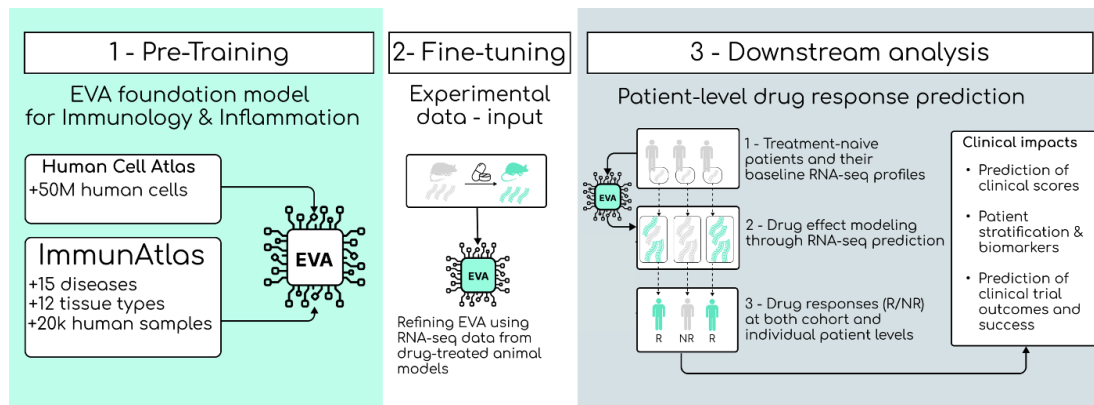 1 - Pre-Training
EVA foundation model
for Immunology & Inflammation
Human Cell Atlas
+50M human cells
ImmunAtlas
+15 diseases
+12 tissue types
+20k human samples
EVA
2- Fine-tuning
Experimental
data - input
EVA
Refining EVA using
RNA-seq data from
drug-treated animal
models
3 - Downstream analysis
Patient-level drug response prediction
EVA
1 - Treatment-naive
patients and their
baseline RNA-seq profiles
2 - Drug effect modeling
through RNA-seq prediction
3 - Drug responses (R/NR)
at both cohort and
individual patient levels
R NR R
Clinical impacts
• Prediction of
clinical scores
• Patient
stratification &
biomarkers
• Prediction of
clinical trial
outcomes and
success